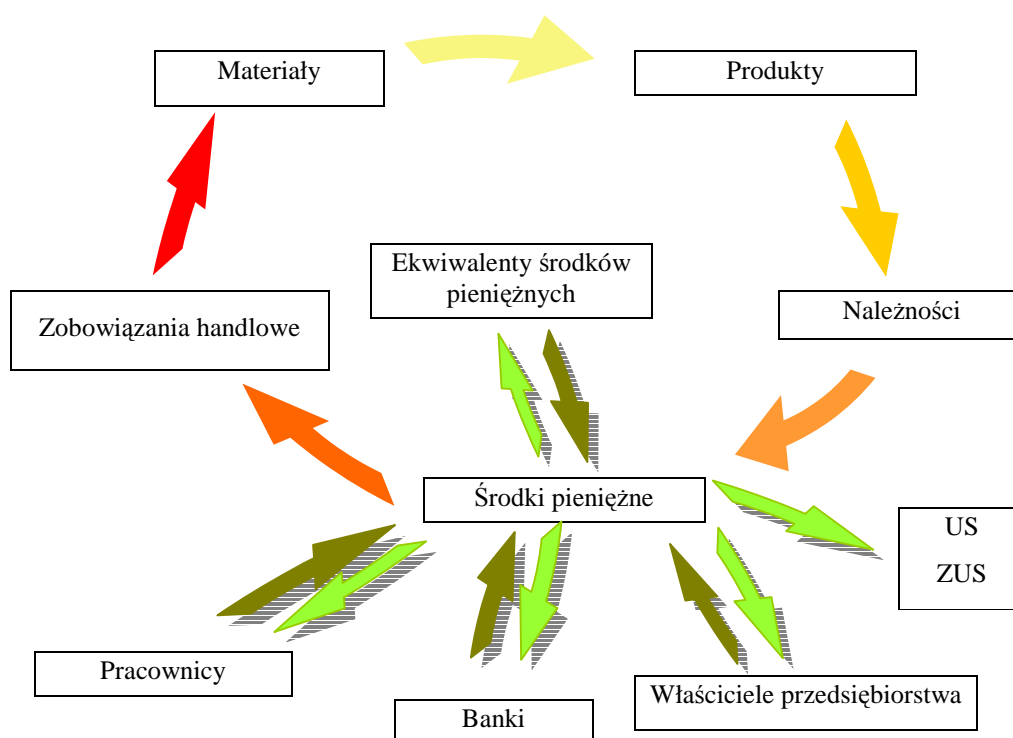 Materiały
Produkty
Ekwiwalenty środków
pieniężnych
Zobowiązania handlowe
Należności
Środki pieniężne
US
ZUS
Pracownicy
Banki
Właściciele przedsiębiorstwa